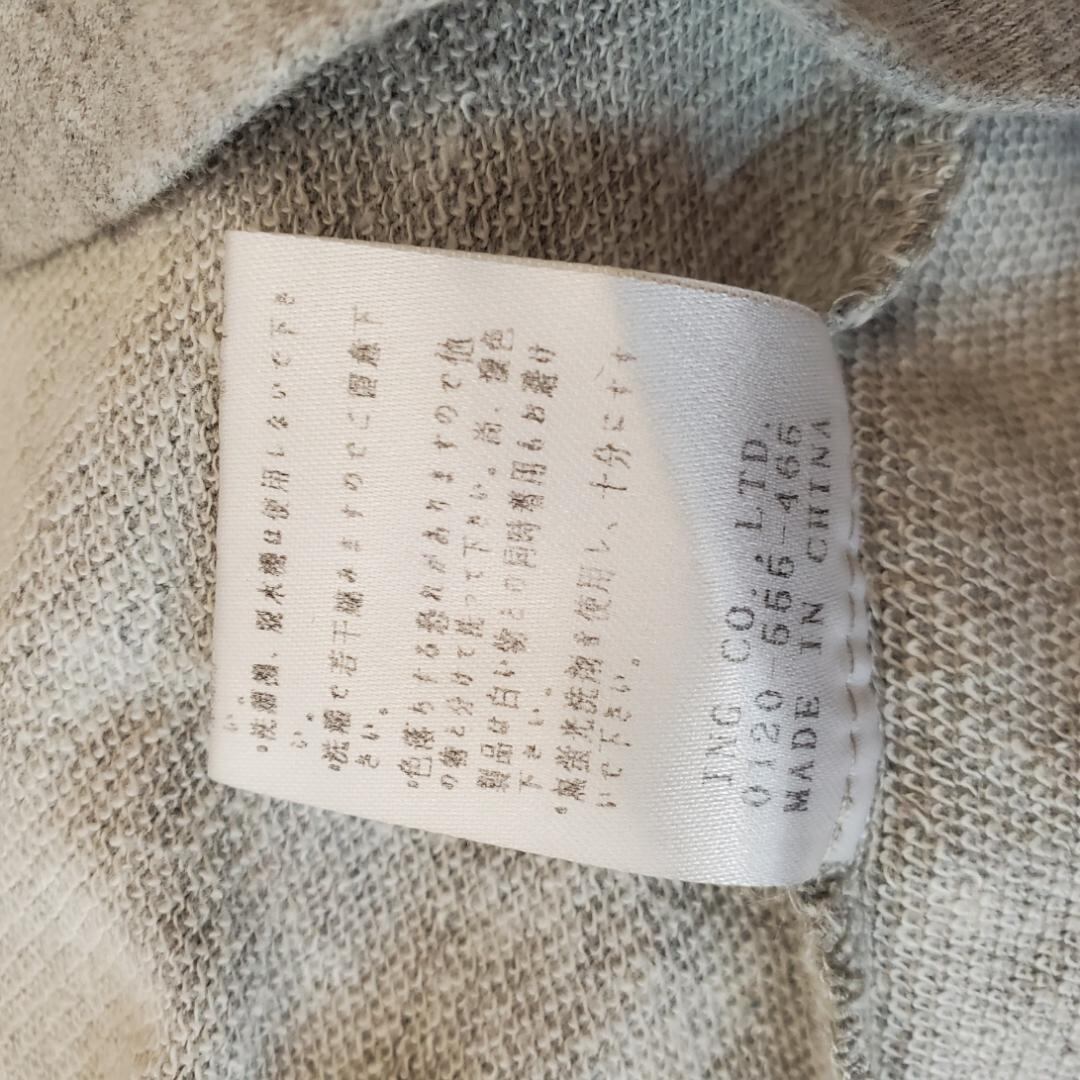 ・洗濯機、脱水機は使用しないで下さ
い。
・洗濯で若干縮みますのでご留意下
さい。
・色落ちする恐れがありますので他
の物と分けて洗って下さい。尚、濃色
製品は白い物との同時着用もお避け
下さい。
・無蛍光洗剤を使用し、十分にすす
いで下さい。
ING CO., LTD.
0120-566-466
MADE IN CHINA